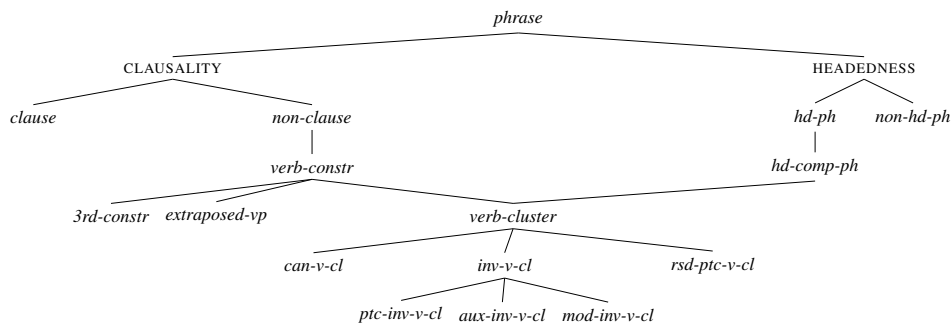 phrase
CLAUSALITY HEADEDNESS
clause non-clause hd-ph non-hd-ph
verb-constr hd-comp-ph
3rd-constr extraposed-vp verb-cluster
can-v-cl inv-v-cl rsd-ptc-v-cl
ptc-inv-v-cl aux-inv-v-cl mod-inv-v-cl